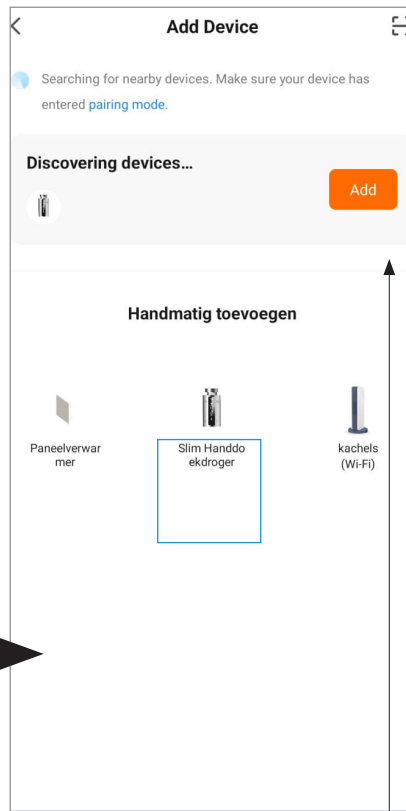 Add Device
Searching for nearby devices. Make sure your device has
entered pairing mode.
Discovering devices...
Add
Handmatig toevoegen
Paneelverwar
mer
Slim Handdo
ekdroger
kachels
(Wi-Fi)